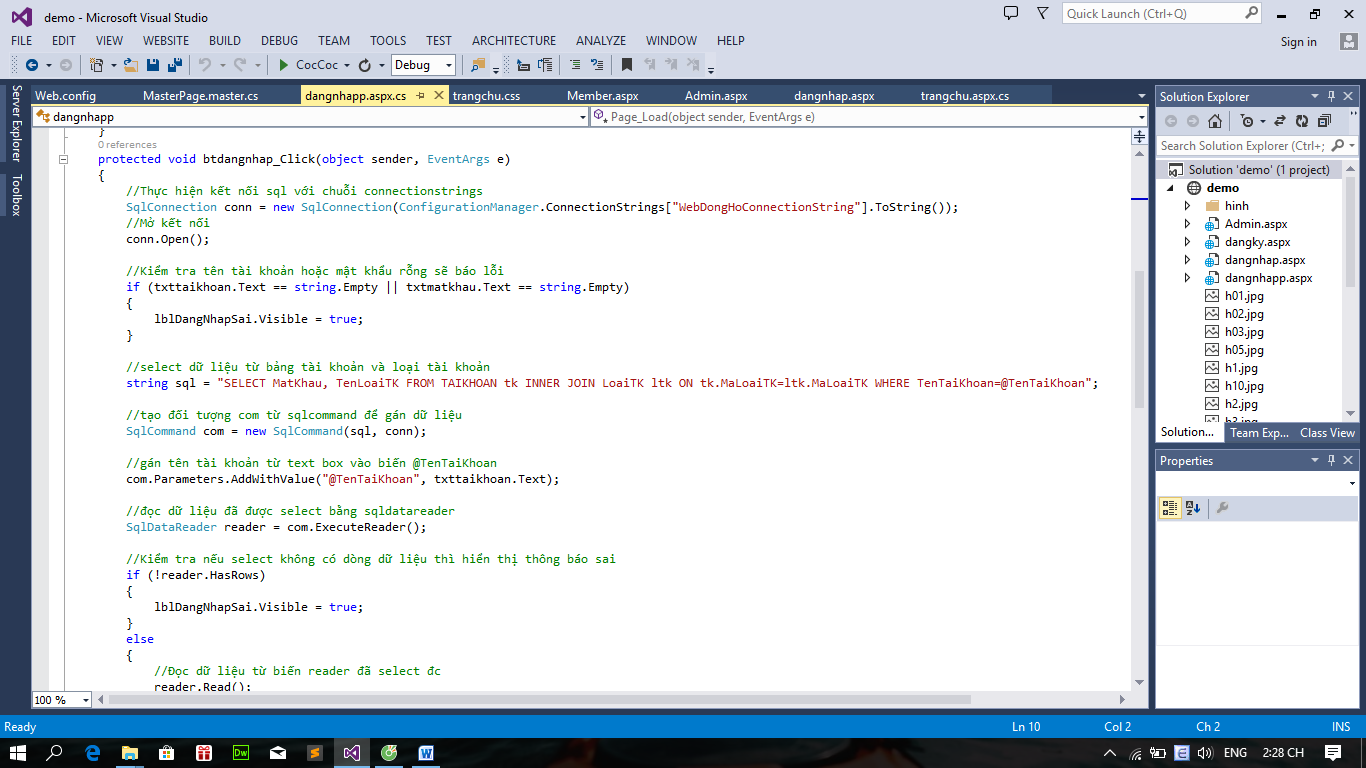 demo - Microsoft Visual Studio
Quick Launch (Ctrl+Q)
FILE EDIT VIEW WEBSITE BUILD DEBUG TEAM TOOLS TEST ARCHITECTURE ANALYZE WINDOW HELP
Sign in
CocCoc Debug
Server Explorer
Toolbox
Web.config MasterPage.master.cs dangnhapp.aspx.cs trangchu.css Member.aspx Admin.aspx dangnhap.aspx trangchu.aspx.cs
dangnhapp Page_Load(object sender, EventArgs e)
}
0 references
protected void btdangnhap_Click(object sender, EventArgs e)
{
//Thực hiện kết nối sql với chuỗi connectionstrings
SqlConnection conn = new SqlConnection(ConfigurationManager.ConnectionStrings["WebDongHoConnectionString"].ToString());
//Mở kết nối
conn.Open();
//Kiểm tra tên tài khoản hoặc mật khẩu rỗng sẽ báo lỗi
if (txttaikhoan.Text == string.Empty || txtmatkhau.Text == string.Empty)
{
lblDangNhapSai.Visible = true;
}
//select dữ liệu từ bảng tài khoản và loại tài khoản
string sql = "SELECT MatKhau, TenLoaiTK FROM TAIKHOAN tk INNER JOIN LoaiTK ltk ON tk.MaLoaiTK=ltk.MaLoaiTK WHERE TenTaiKhoan=@TenTaiKhoan";
//tạo đối tượng com từ sqlcommand để gán dữ liệu
SqlCommand com = new SqlCommand(sql, conn);
//gán tên tài khoản từ text box vào biến @TenTaiKhoan
com.Parameters.AddWithValue("@TenTaiKhoan", txttaikhoan.Text);
//đọc dữ liệu đã được select bằng sqldatareader
SqlDataReader reader = com.ExecuteReader();
//Kiểm tra nếu select không có dòng dữ liệu thì hiển thị thông báo sai
if (!reader.HasRows)
{
lblDangNhapSai.Visible = true;
}
else
{
//Đọc dữ liệu từ biến reader đã select đc
reader.Read();
100 %
Solution Explorer
Search Solution Explorer (Ctrl+;
Solution 'demo' (1 project)
demo
hinh
Admin.aspx
dangky.aspx
dangnhap.aspx
dangnhapp.aspx
h01.jpg
h02.jpg
h03.jpg
h05.jpg
h1.jpg
h10.jpg
h2.jpg
h3.jpg
Solution... Team Exp... Class View
Properties
Ready Ln 10 Col 2 Ch 2 INS
Dw
ENG 2:28 CH